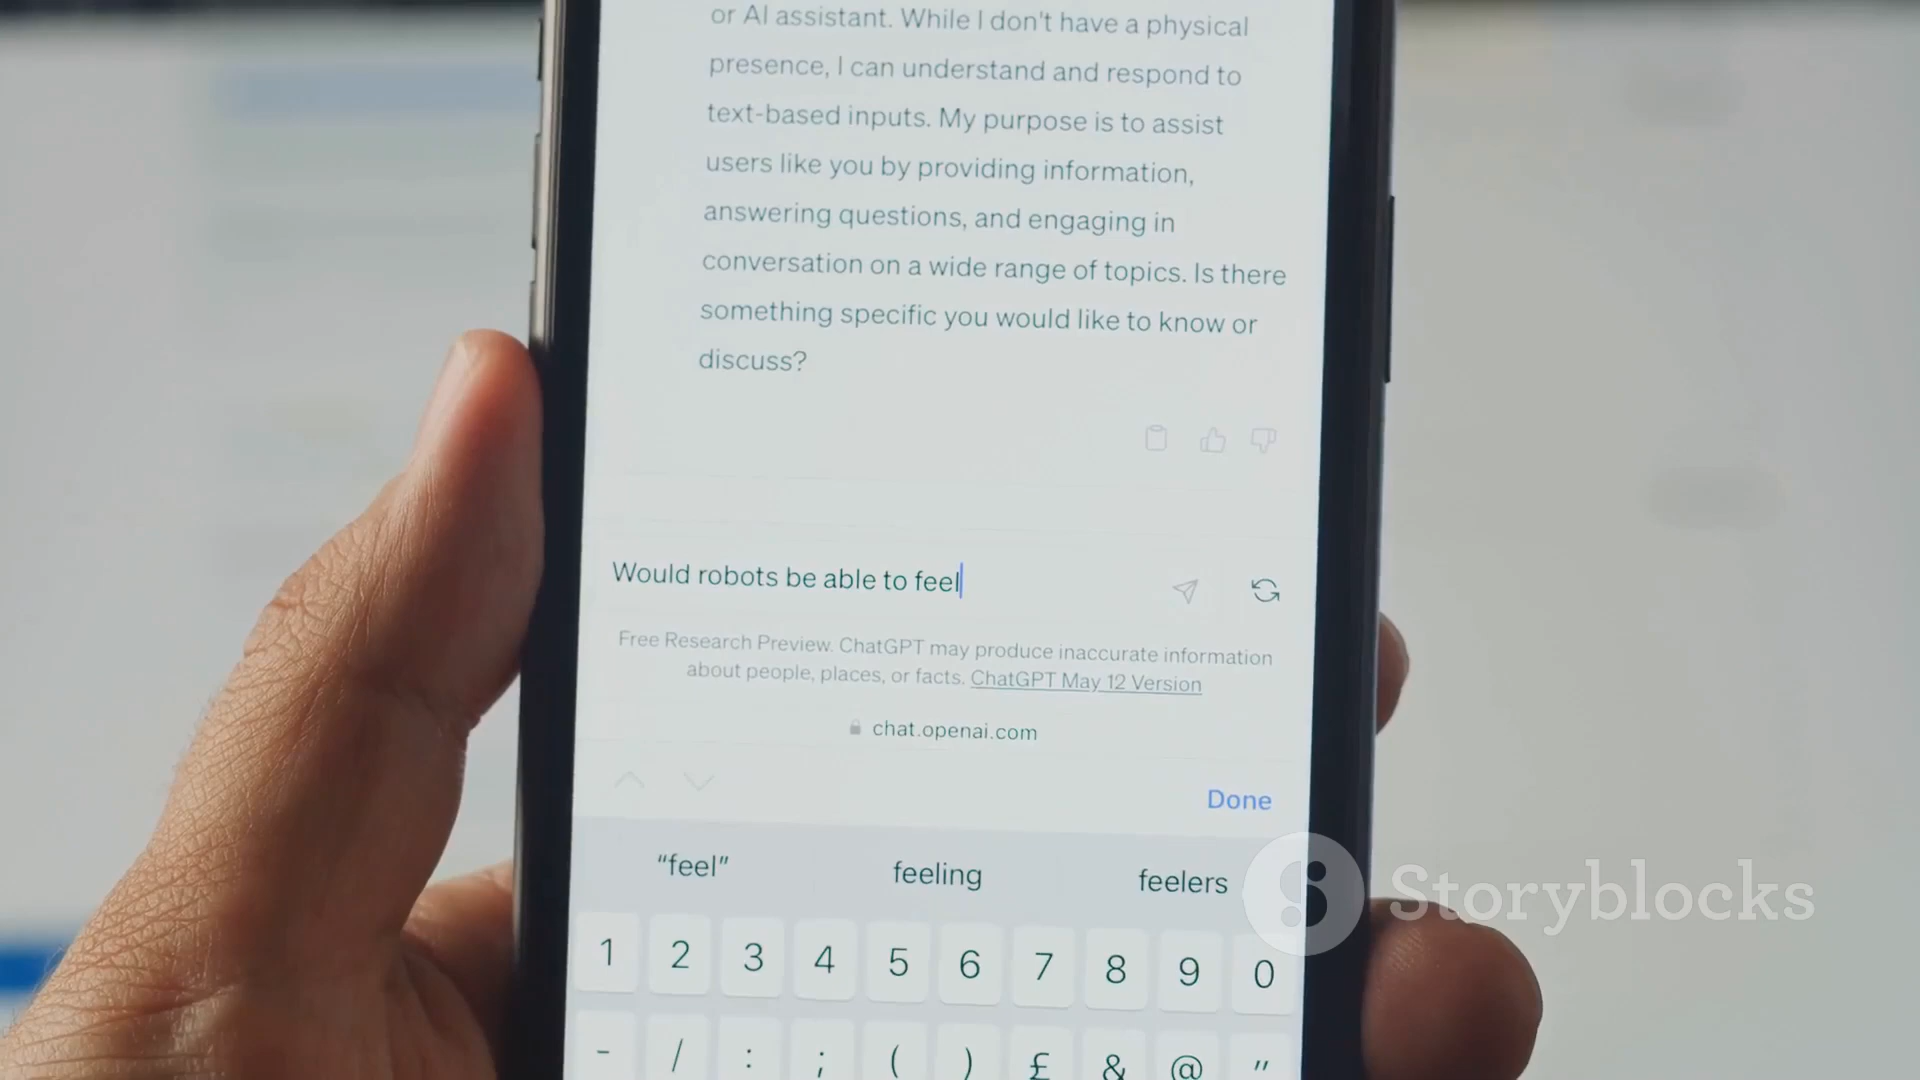 or AI assistant. While I don't have a physical
presence, I can understand and respond to
text-based inputs. My purpose is to assist
users like you by providing information,
answering questions, and engaging in
conversation on a wide range of topics. Is there
something specific you would like to know or
discuss?
Would robots be able to feel
Free Research Preview. ChatGPT may produce inaccurate information
about people, places, or facts. ChatGPT May 12 Version
chat.openai.com
Done
“feel” feeling feelers
Storyblocks
1 2 3 4 5 6 7 8 9 0
- / : ; ( ) £ & @ "